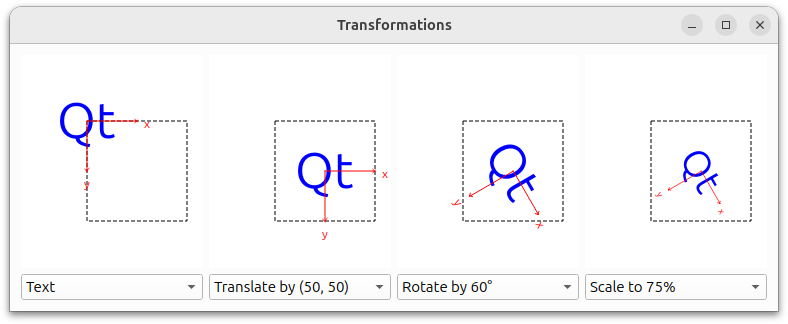 Transformations
Qt
x
y
Qt
x
y
Qt
y
x
Qt
y
x
Text
Translate by (50, 50)
Rotate by 60°
Scale to 75%